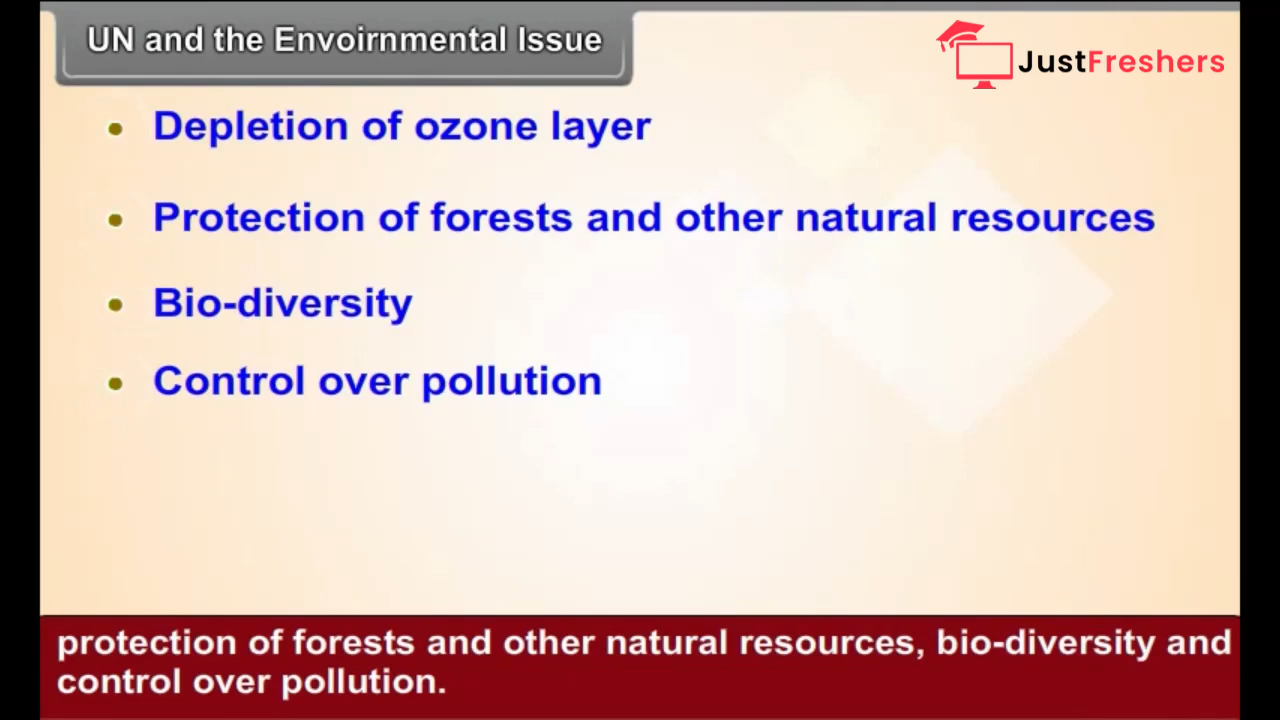 UN and the Envoirnmental Issue
JustFreshers
Depletion of ozone layer
Protection of forests and other natural resources
Bio-diversity
Control over pollution
protection of forests and other natural resources, bio-diversity and
control over pollution.